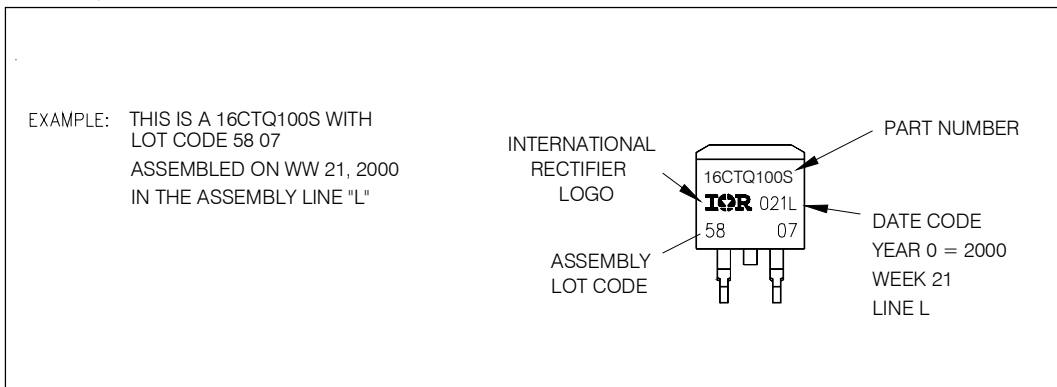 EXAMPLE: THIS IS A 16CTQ100S WITH
LOT CODE 58 07
ASSEMBLED ON WW 21, 2000
IN THE ASSEMBLY LINE "L"
INTERNATIONAL
RECTIFIER
LOGO
ASSEMBLY
LOT CODE
16CTQ100S
IOR 021L
58 07
PART NUMBER
DATE CODE
YEAR 0 = 2000
WEEK 21
LINE L